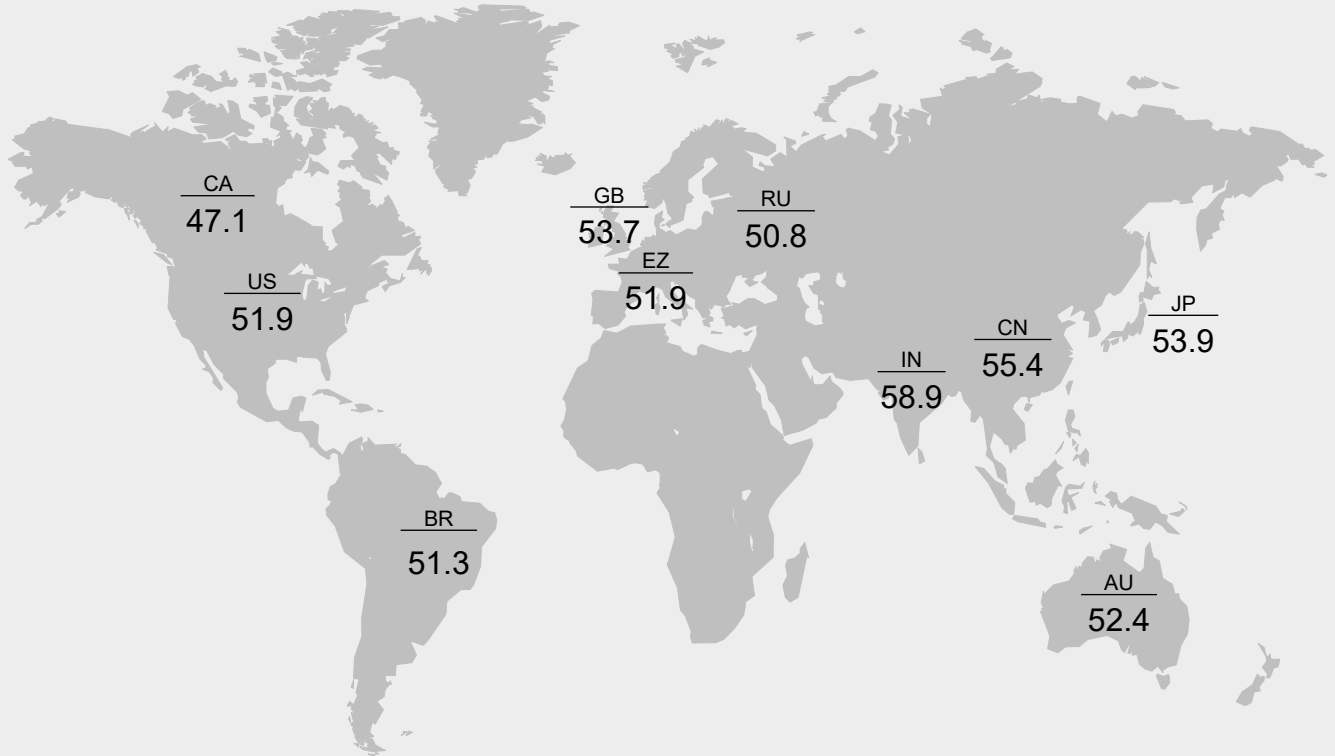 CA
47.1
GB
53.7
RU
50.8
EZ
51.9
US
51.9
JP
53.9
CN
55.4
IN
58.9
BR
51.3
AU
52.4